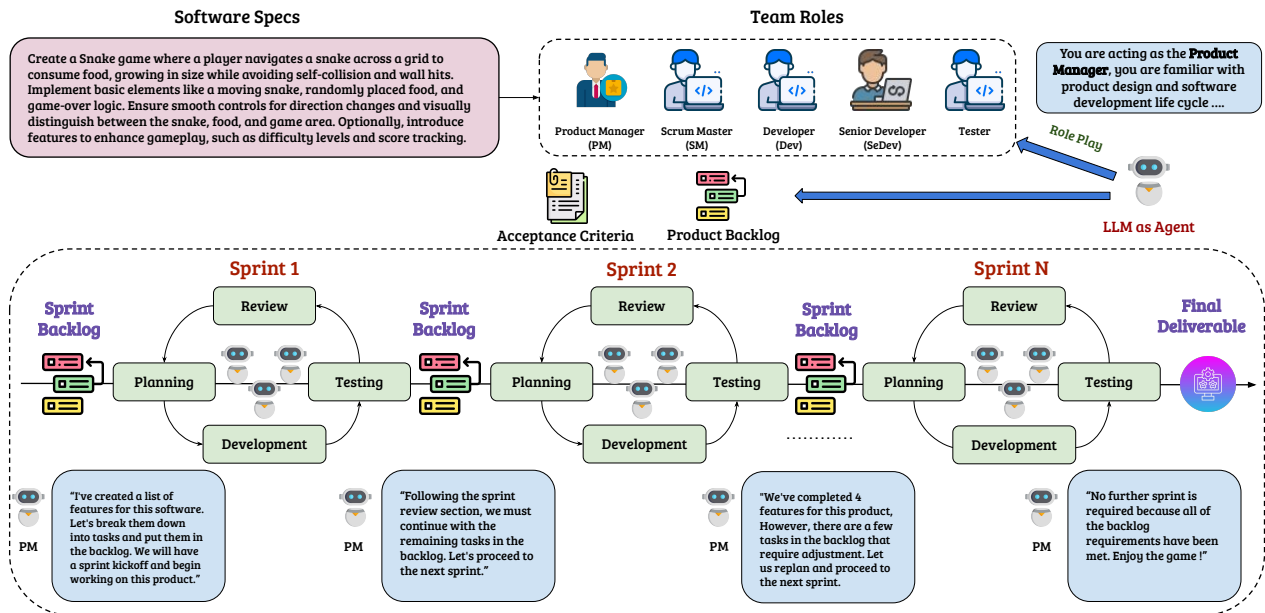 Software Specs
Team Roles
Create a Snake game where a player navigates a snake across a grid to
consume food, growing in size while avoiding self-collision and wall hits.
Implement basic elements like a moving snake, randomly placed food, and
game-over logic. Ensure smooth controls for direction changes and visually
distinguish between the snake, food, and game area. Optionally, introduce
features to enhance gameplay, such as difficulty levels and score tracking.
Product Manager
(PM)
Scrum Master
(SM)
Developer
(Dev)
Senior Developer
(SeDev)
Tester
You are acting as the Product
Manager, you are familiar with
product design and software
development life cycle ....
Role Play
LLM as Agent
Acceptance Criteria
Product Backlog
Sprint 1
Sprint Backlog
Review
Planning
Testing
Development
Sprint 2
Sprint Backlog
Review
Planning
Testing
Development
Sprint N
Sprint Backlog
Review
Planning
Testing
Development
Final
Deliverable
................
PM
“I've created a list of
features for this software.
Let's break them down
into tasks and put them in
the backlog. We will have
a sprint kickoff and begin
working on this product.”
PM
“Following the sprint
review section, we must
continue with the
remaining tasks in the
backlog. Let's proceed to
the next sprint.”
PM
"We've completed 4
features for this product,
However, there are a few
tasks in the backlog that
require adjustment. Let
us replan and proceed to
the next sprint.
PM
“No further sprint is
required because all of
the backlog
requirements have been
met. Enjoy the game !”